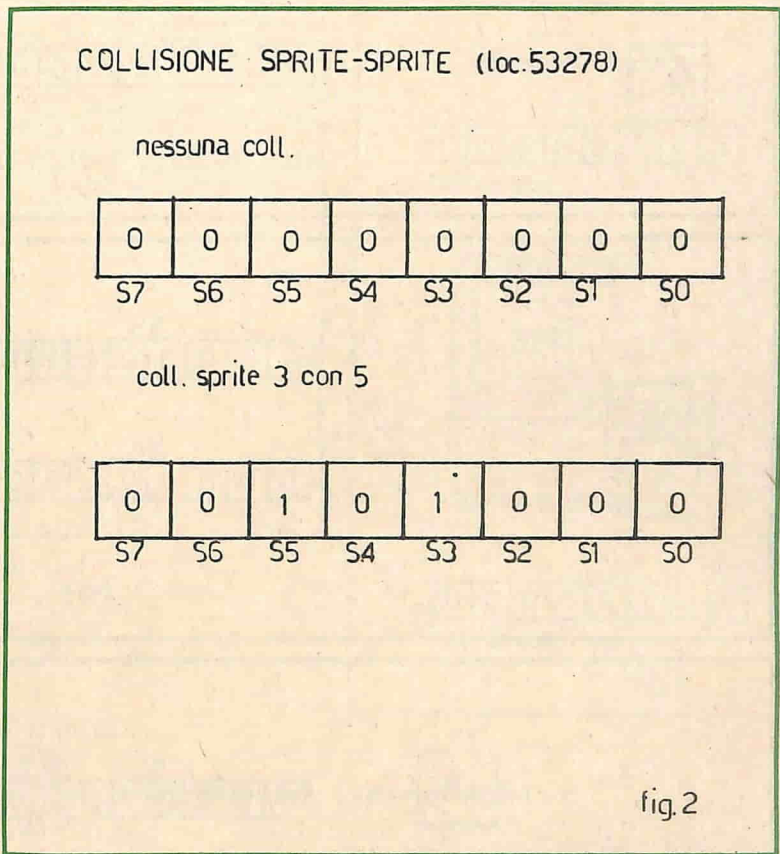 COLLISIONE SPRITE-SPRITE (loc.53278)
nessuna coll.
0 0 0 0 0 0 0 0
S7 S6 S5 S4 S3 S2 S1 S0
coll. sprite 3 con 5
0 0 1 0 1 0 0 0
S7 S6 S5 S4 S3 S2 S1 S0
fig. 2